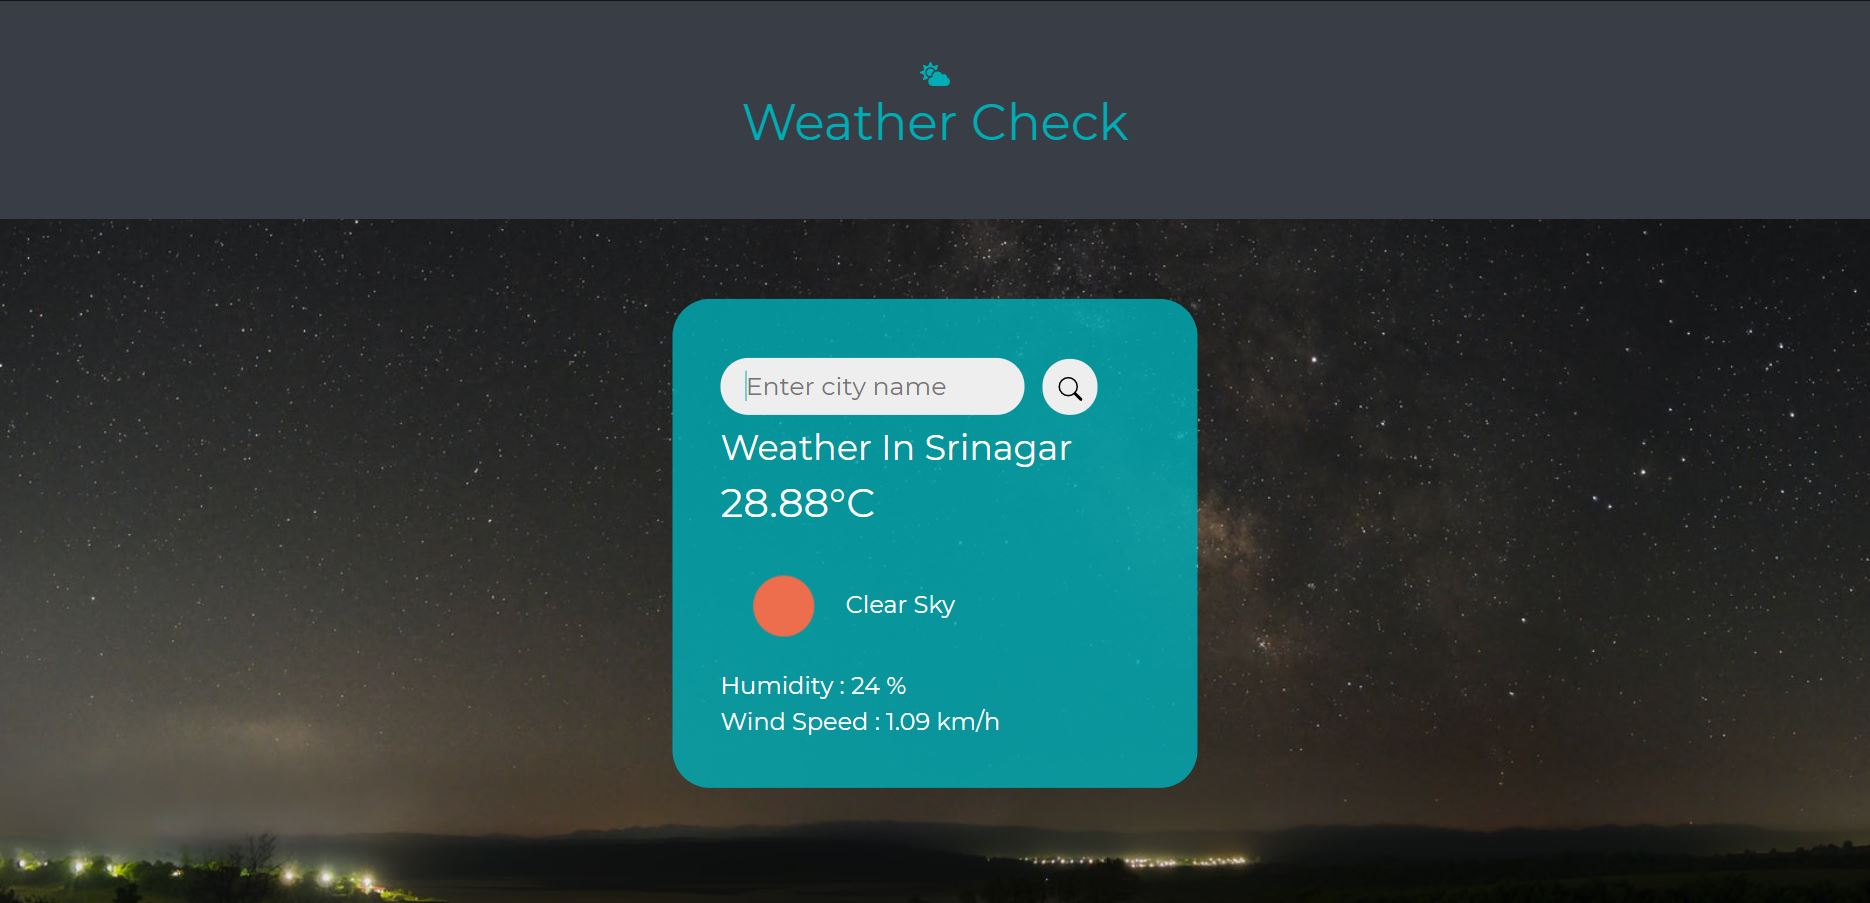 Weather Check
Enter city name
Weather In Srinagar
28.88°C
Clear Sky
Humidity : 24 %
Wind Speed : 1.09 km/h